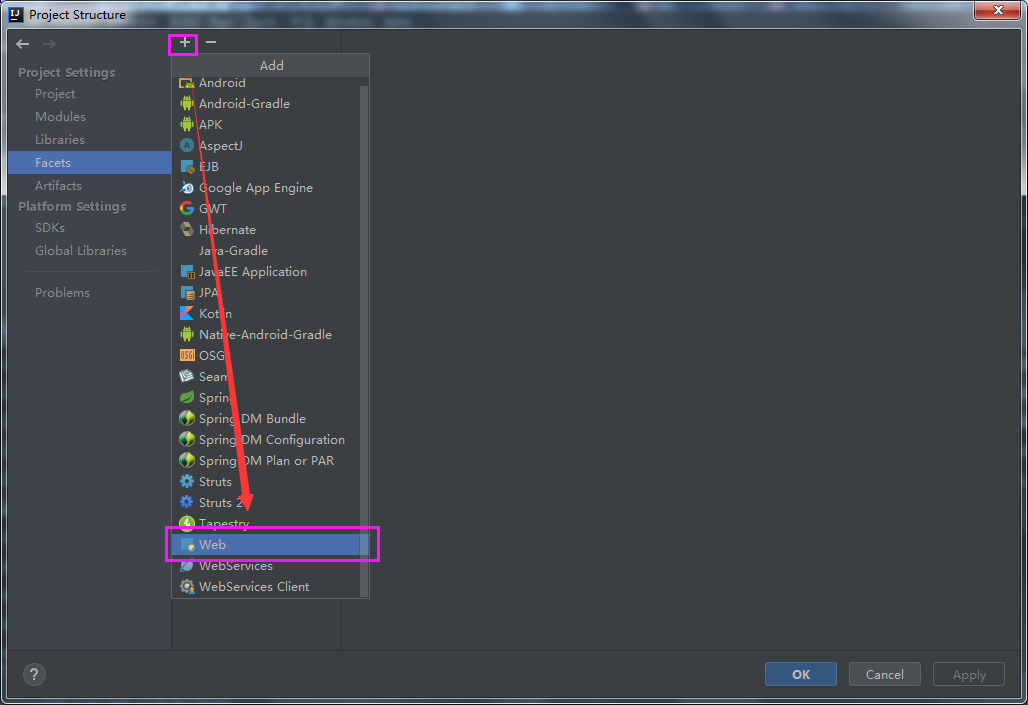 Project Structure
Project Settings
Project
Modules
Libraries
Facets
Artifacts
Platform Settings
SDKs
Global Libraries
Problems
Add
Android
Android-Gradle
APK
AspectJ
EJB
Google App Engine
GWT
Hibernate
Java-Gradle
JavaEE Application
JPA
Kotlin
Native-Android-Gradle
OSGi
Seam
Spring
Spring DM Bundle
Spring DM Configuration
Spring DM Plan or PAR
Struts
Struts 2
Tapestry
Web
WebServices
WebServices Client
?
OK
Cancel
Apply